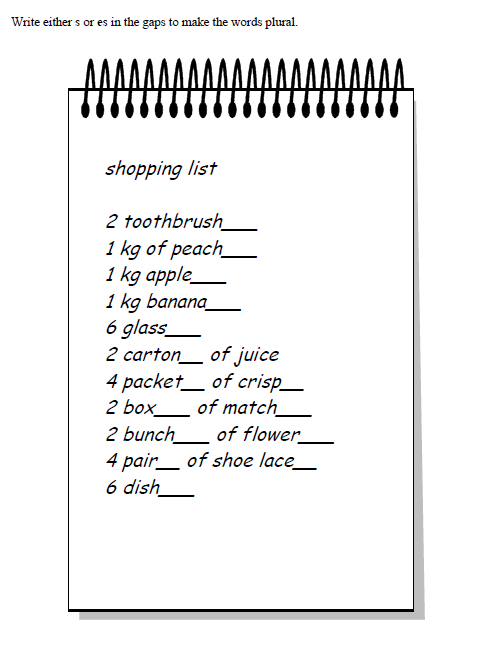 Write either s or es in the gaps to make the words plural.
shopping list
2 toothbrush___
1 kg of peach___
1 kg apple___
1 kg banana___
6 glass___
2 carton__ of juice
4 packet__ of crisp__
2 box___ of match___
2 bunch___ of flower___
4 pair__ of shoe lace__
6 dish___